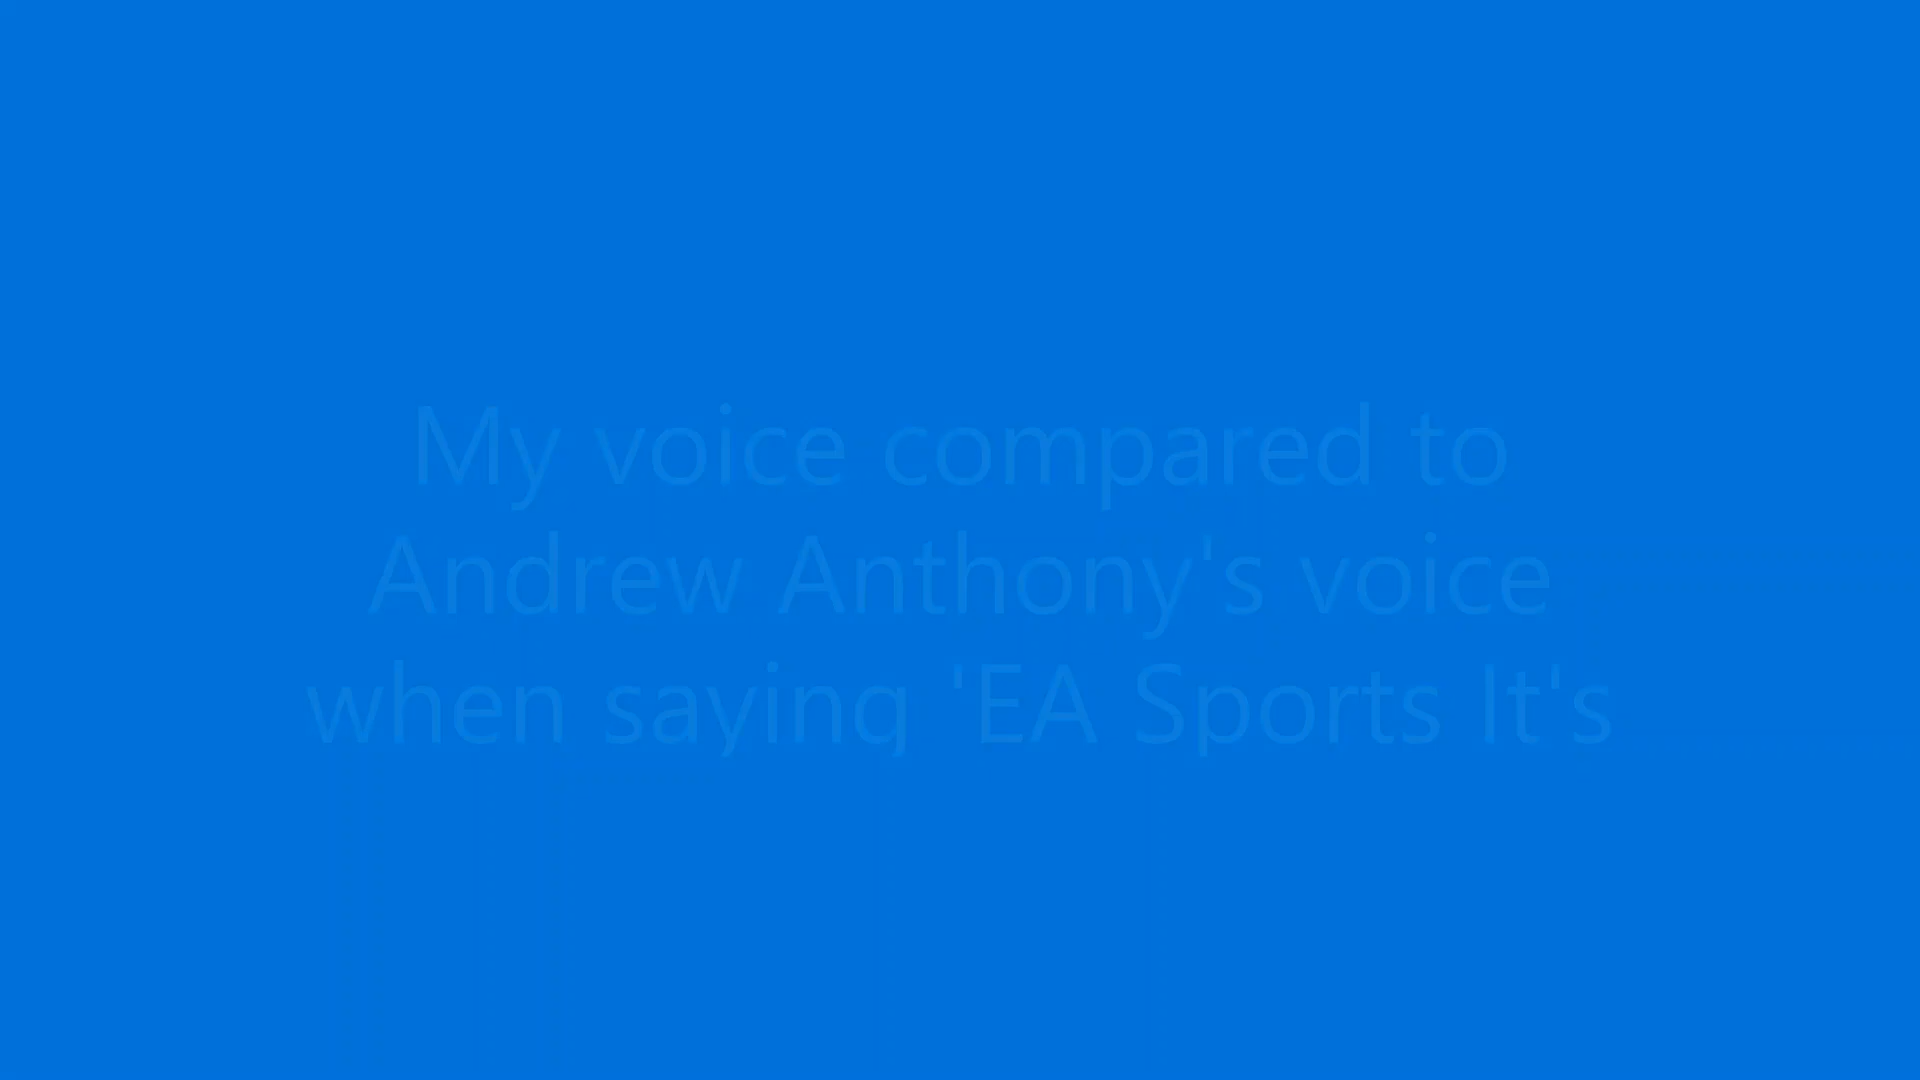 My voice compared to
Andrew Anthony's voice
when saying 'EA Sports It's